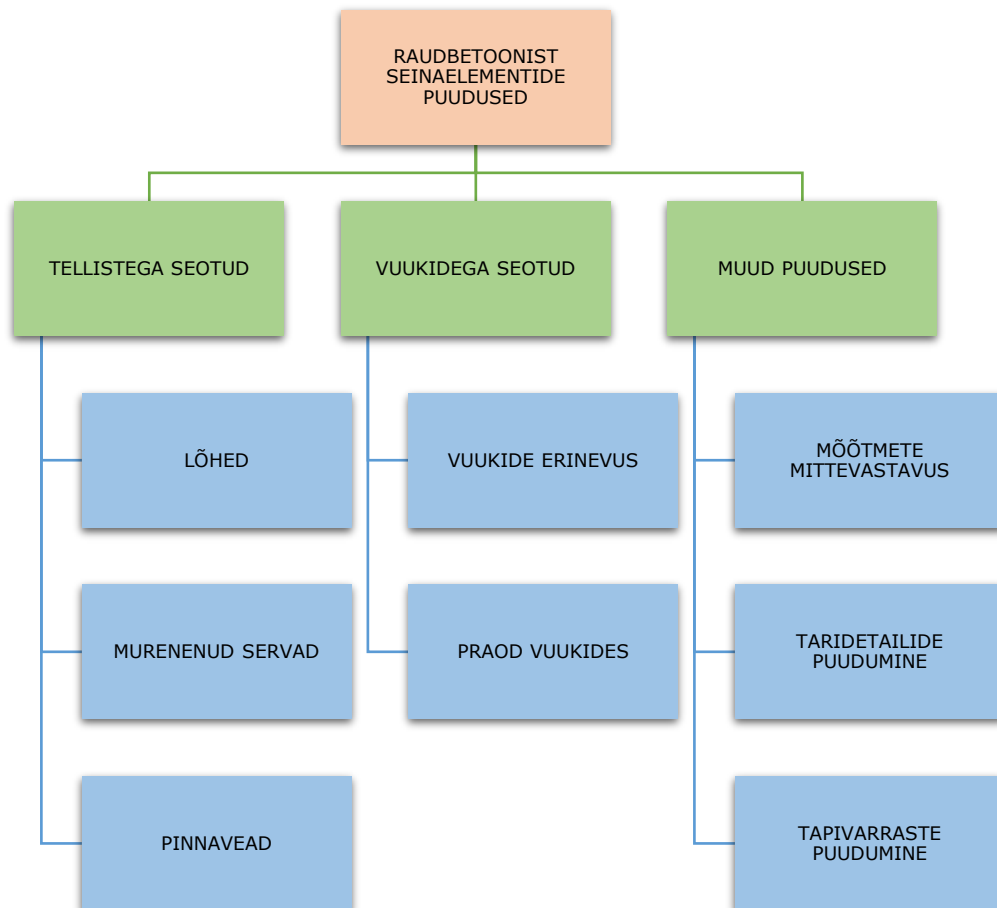 RAUDBETOONIST
SEINAELEMENTIDE
PUUDUSED
TELLISTEGA SEOTUD
VUUKIDEGA SEOTUD
MUUD PUUDUSED
LÕHED
VUUKIDE ERINEVUS
MÕÕTMETE
MITTEVASTAVUS
MURENENUD SERVAD
PRAOD VUUKIDES
TARIDETAILIDE
PUUDUMINE
PINNAVEAD
TAPIVARRASTE
PUUDUMINE